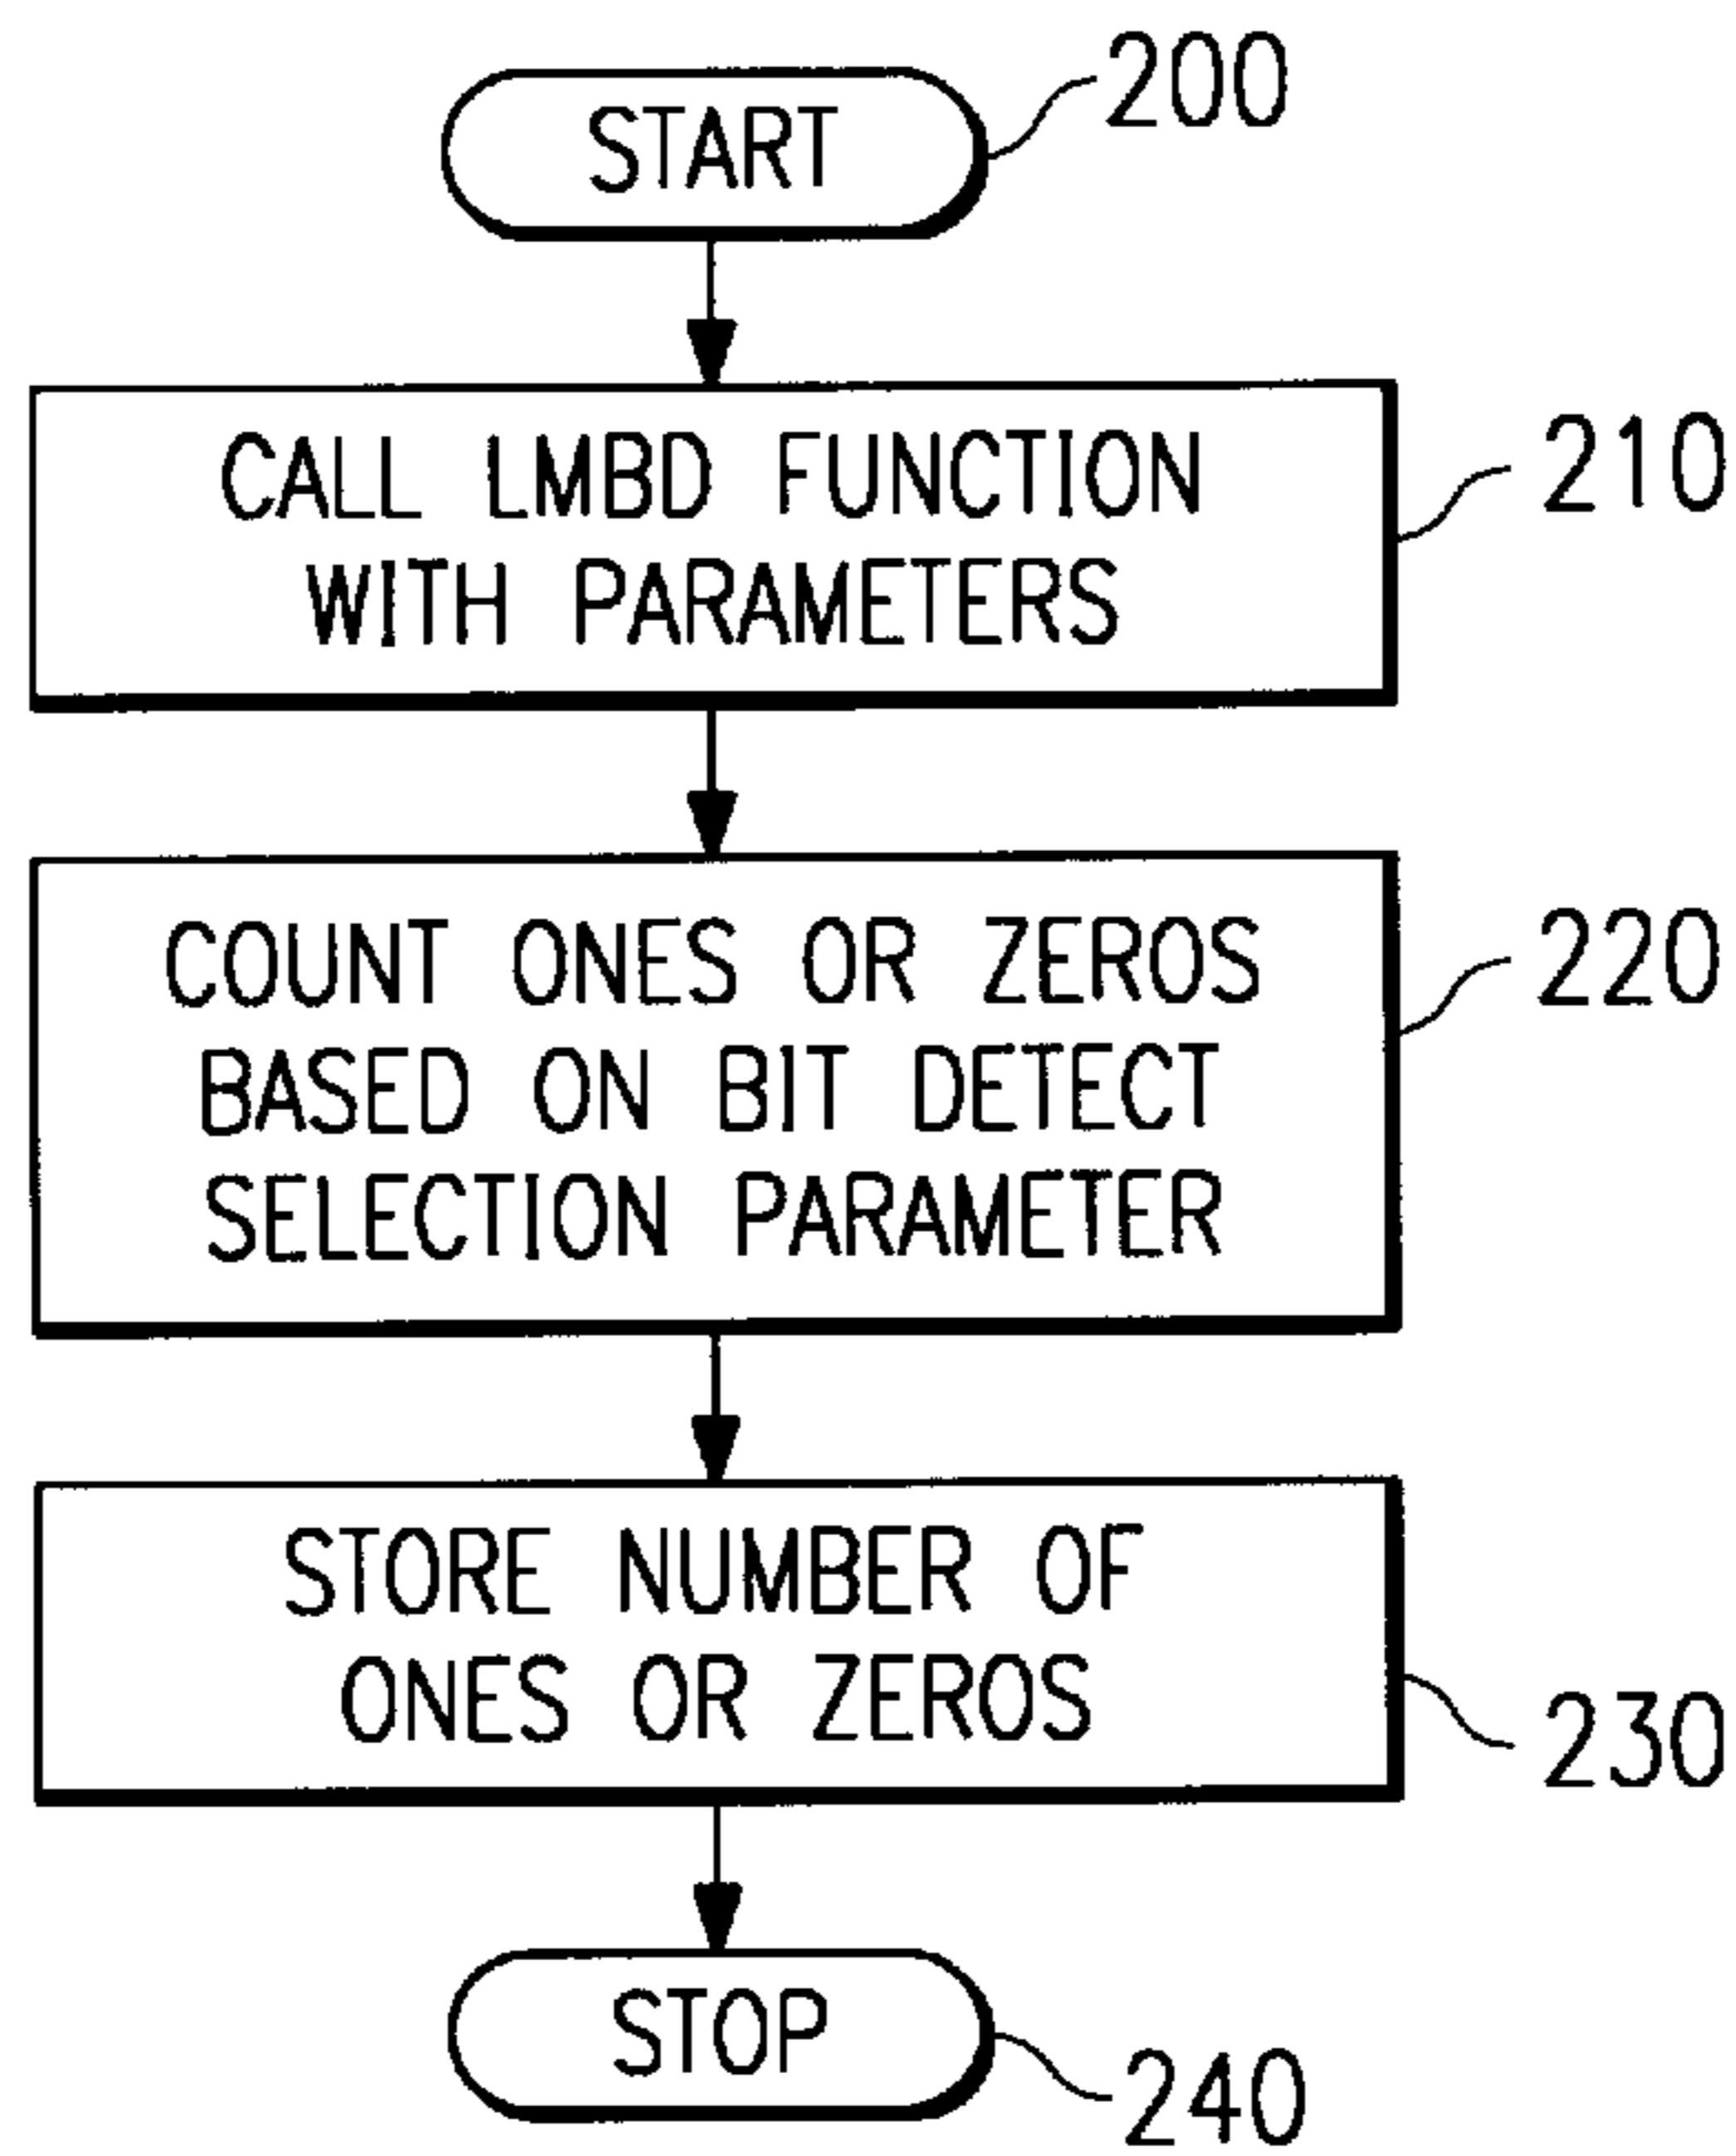 START
200
CALL LMBD FUNCTION
WITH PARAMETERS
210
COUNT ONES OR ZEROS
BASED ON BIT DETECT
SELECTION PARAMETER
220
STORE NUMBER OF
ONES OR ZEROS
230
STOP
240